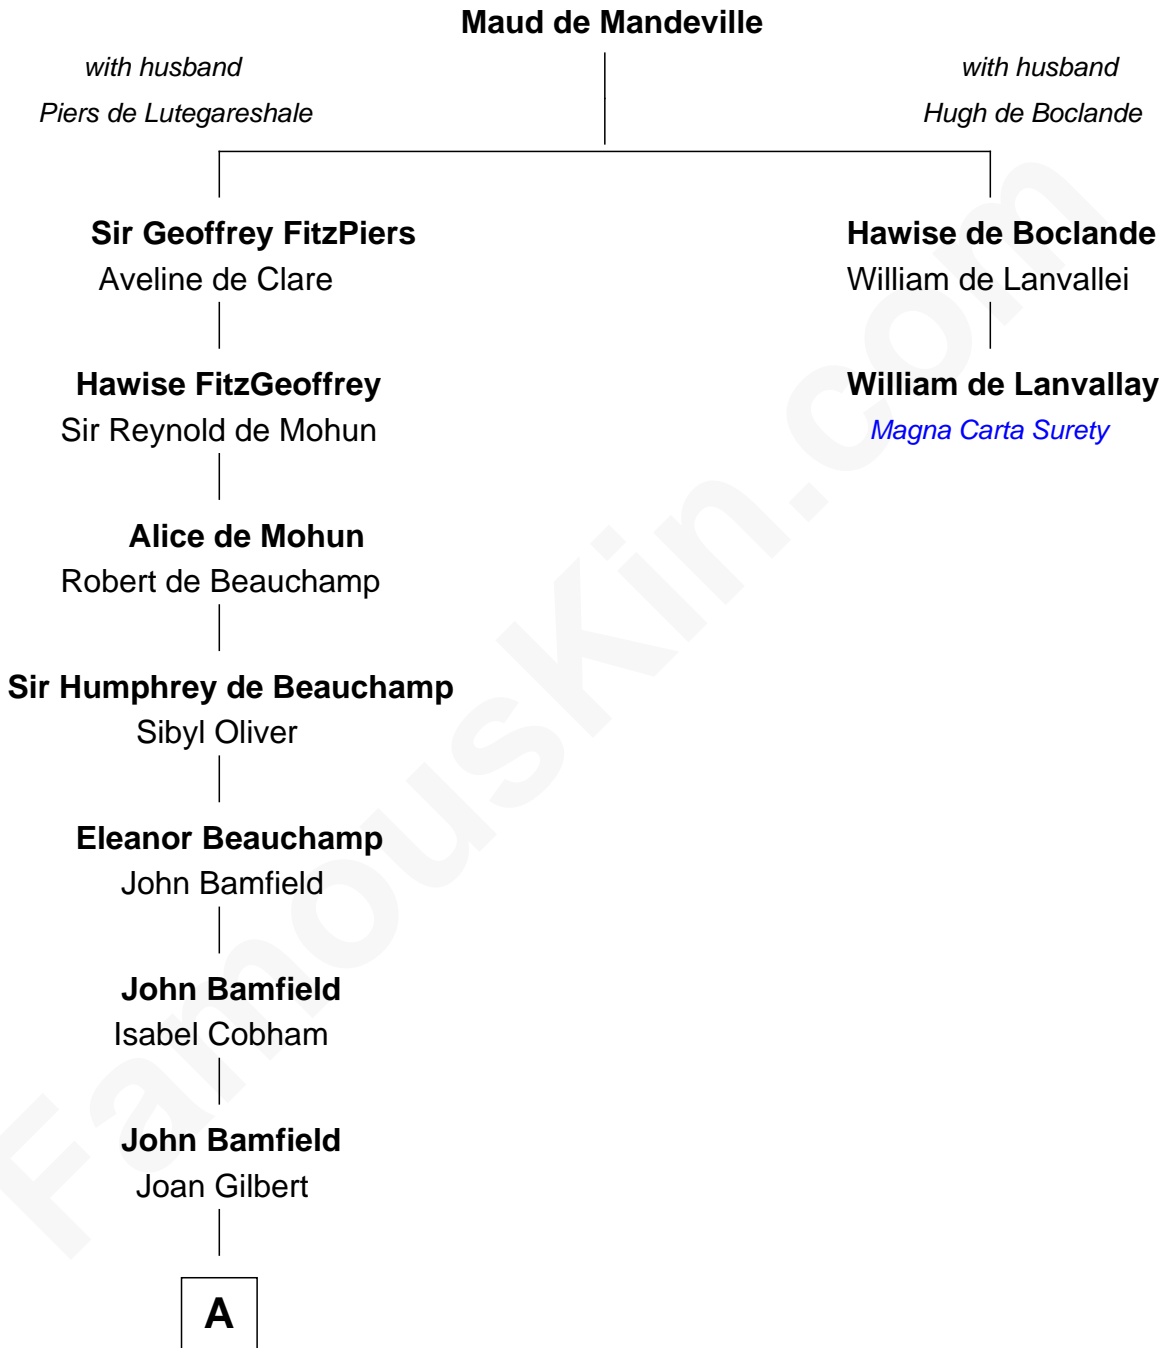 Maud de Mandeville
with husband
Piers de Lutegareshale
with husband
Hugh de Boclande
Sir Geoffrey FitzPiers
Aveline de Clare
Hawise de Boclande
William de Lanvallei
Hawise FitzGeoffrey
Sir Reynold de Mohun
William de Lanvallay
Magna Carta Surety
Alice de Mohun
Robert de Beauchamp
Sir Humphrey de Beauchamp
Sibyl Oliver
Eleanor Beauchamp
John Bamfield
John Bamfield
Isabel Cobham
John Bamfield
Joan Gilbert
A
FamousKin.com